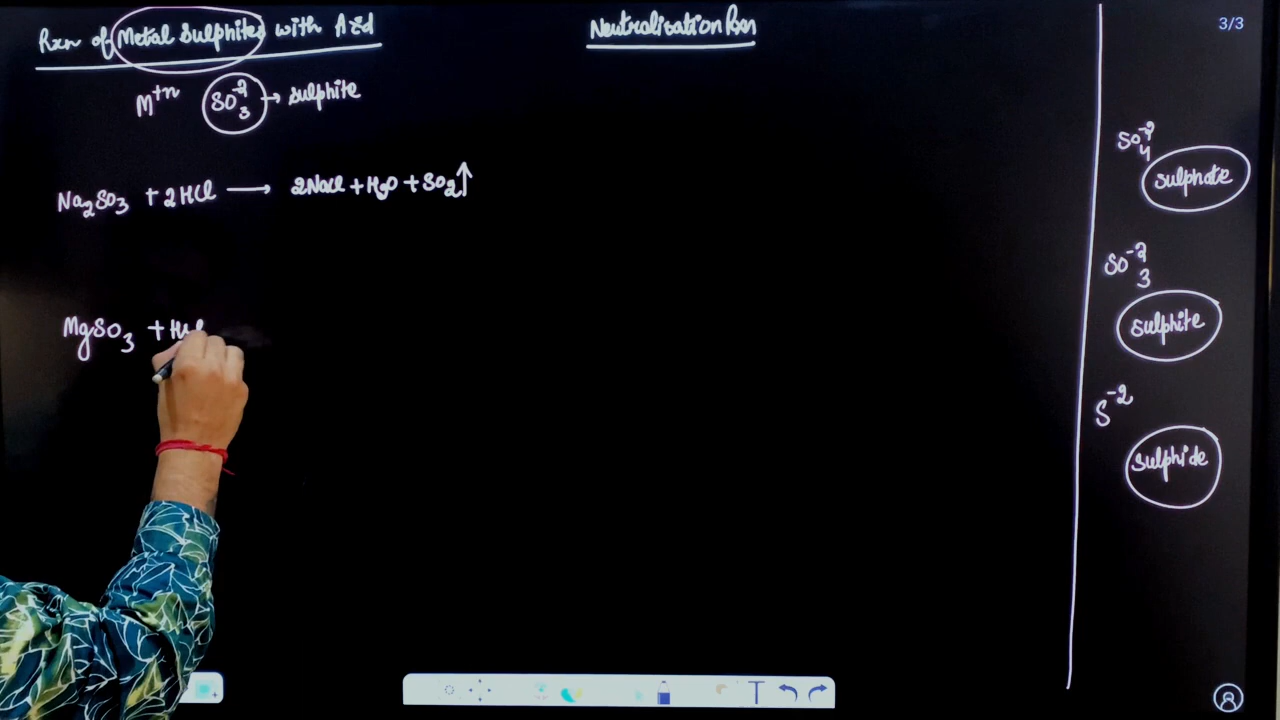 Rxn of Metal Sulphites with Acid
M⁺ⁿ SO₃⁻² → sulphite
Na₂SO₃ + 2HCl → 2NaCl + H₂O + SO₂↑
MgSO₃ + HCl
Neutralisation Rxn
3/3
SO₄⁻²
sulphate
SO₃⁻²
sulphite
S⁻²
sulphide
T